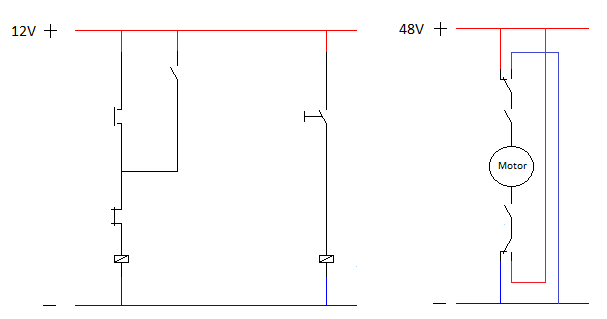 12V +
48V +
Motor
— —